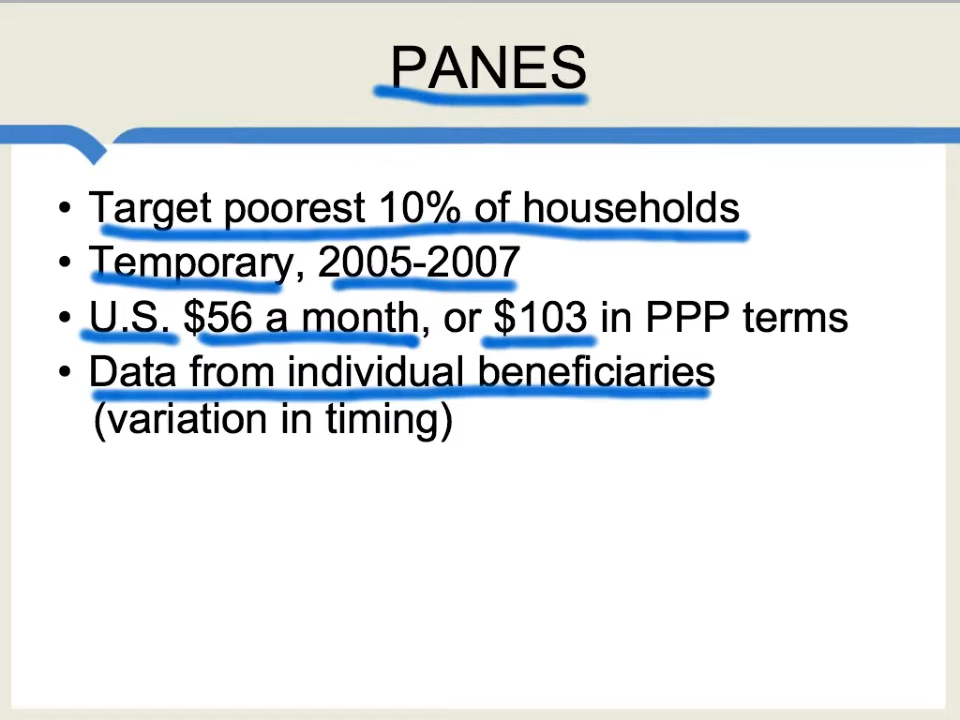 PANES
• Target poorest 10% of households
• Temporary, 2005-2007
• U.S. $56 a month, or $103 in PPP terms
• Data from individual beneficiaries
(variation in timing)